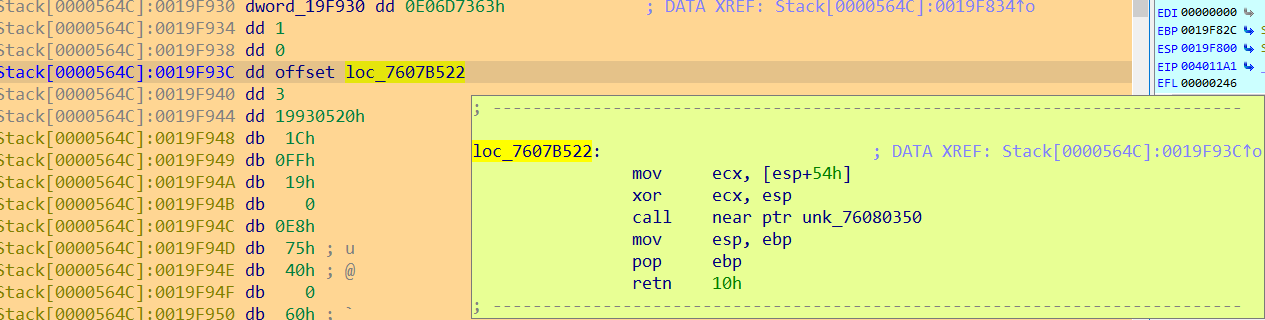 Stack[0000564C]:0019F930 dword_19F930 dd 0E06D7363h ; DATA XREF: Stack[0000564C]:0019F834↑o
Stack[0000564C]:0019F934 dd 1
Stack[0000564C]:0019F938 dd 0
Stack[0000564C]:0019F93C dd offset loc_7607B522
Stack[0000564C]:0019F940 dd 3
Stack[0000564C]:0019F944 dd 19930520h
Stack[0000564C]:0019F948 db 1Ch
Stack[0000564C]:0019F949 db 0FFh
Stack[0000564C]:0019F94A db 19h
Stack[0000564C]:0019F94B db 0
Stack[0000564C]:0019F94C db 0E8h
Stack[0000564C]:0019F94D db 75h ; u
Stack[0000564C]:0019F94E db 40h ; @
Stack[0000564C]:0019F94F db 0
Stack[0000564C]:0019F950 db 60h ; `
; ---------------------------------------------------------------------------
loc_7607B522: ; DATA XREF: Stack[0000564C]:0019F93C↑o
mov ecx, [esp+54h]
xor ecx, esp
call near ptr unk_76080350
mov esp, ebp
pop ebp
retn 10h
; ---------------------------------------------------------------------------
EDI 00000000
EBP 0019F82C
ESP 0019F800
EIP 004011A1
EFL 00000246